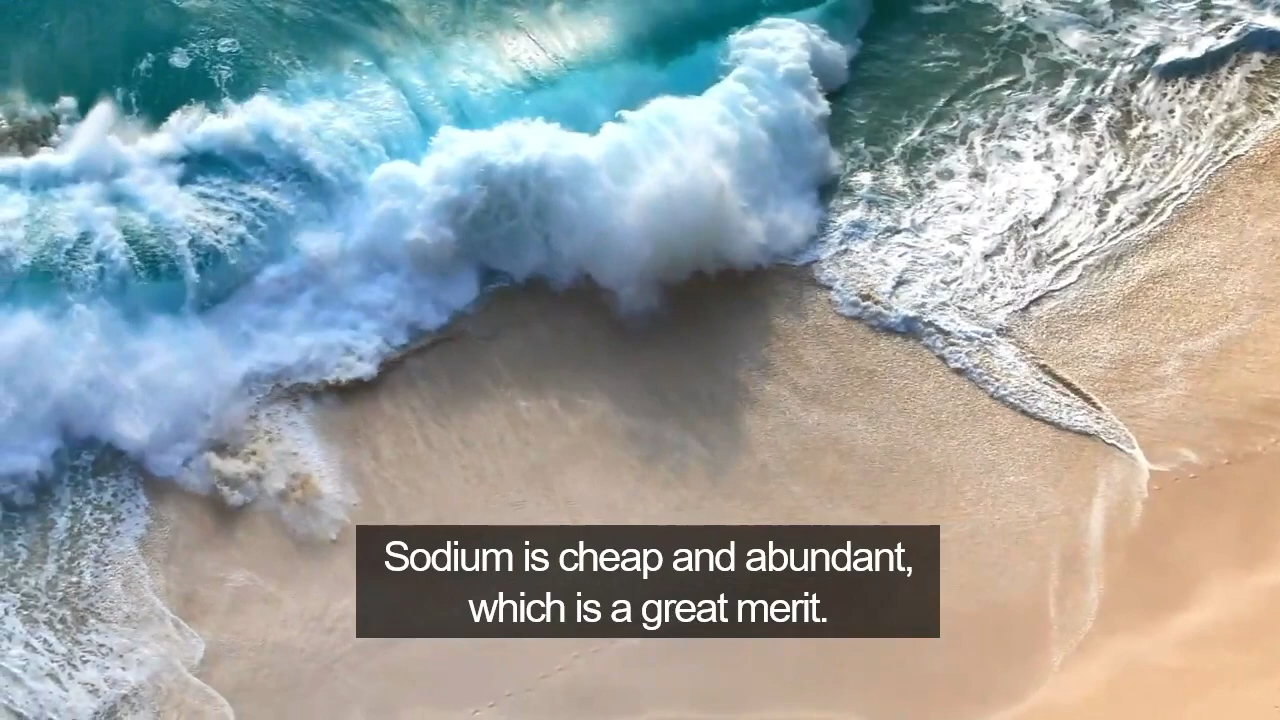 Sodium is cheap and abundant,
which is a great merit.